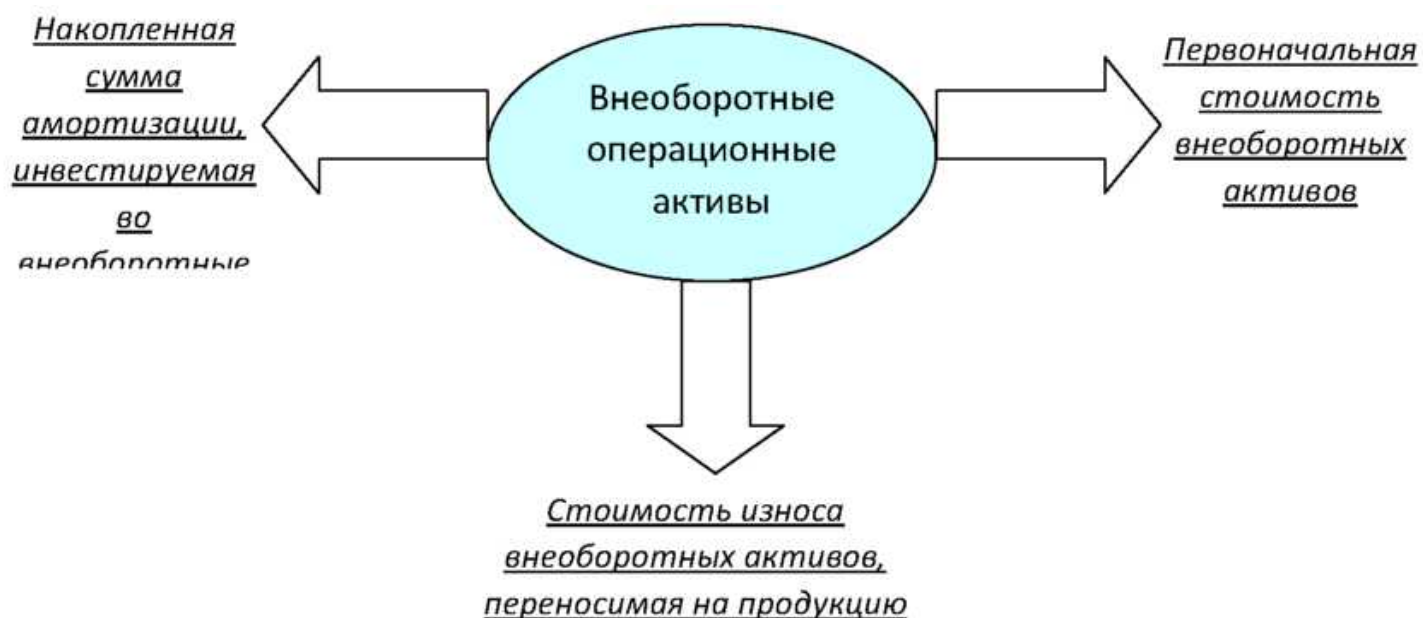 Накопленная
сумма
амортизации,
инвестируемая
во
внеоборотные
Внеоборотные
операционные
активы
Первоначальная
стоимость
внеоборотных
активов
Стоимость износа
внеоборотных активов,
переносимая на продукцию